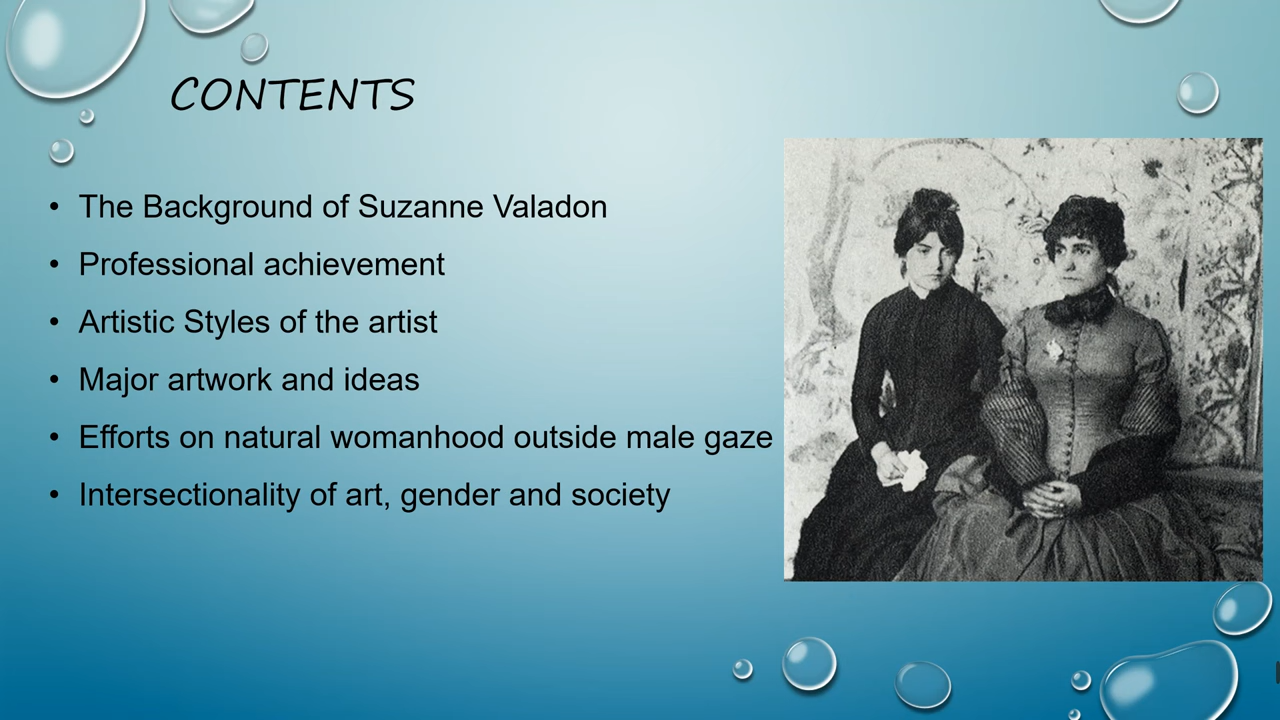 CONTENTS
• The Background of Suzanne Valadon
• Professional achievement
• Artistic Styles of the artist
• Major artwork and ideas
• Efforts on natural womanhood outside male gaze
• Intersectionality of art, gender and society